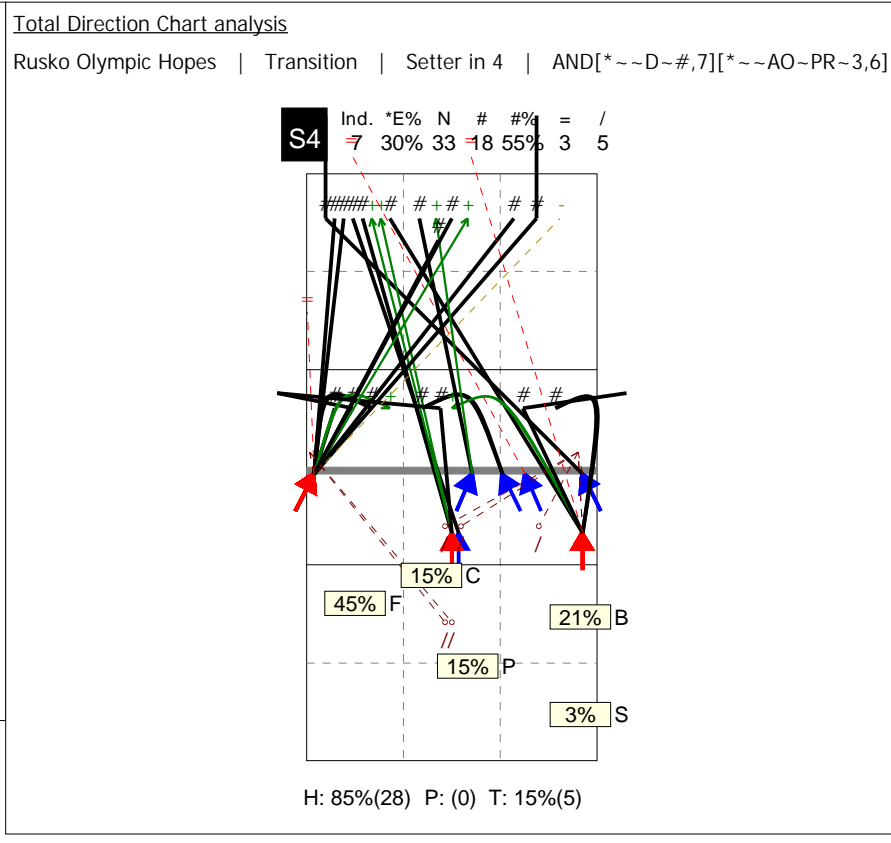 Total Direction Chart analysis
Rusko Olympic Hopes | Transition | Setter in 4 | AND[*~~D~#,7][*~~AO~PR~3,6]
Ind. *E% N # #% = /
S4 7 30% 33 18 55% 3 5
= =
##### + + # # + # + # # -
#
=
# # # + # # + # #
15% C
45% F
21% B
//
15% P
3% S
H: 85%(28) P: (0) T: 15%(5)